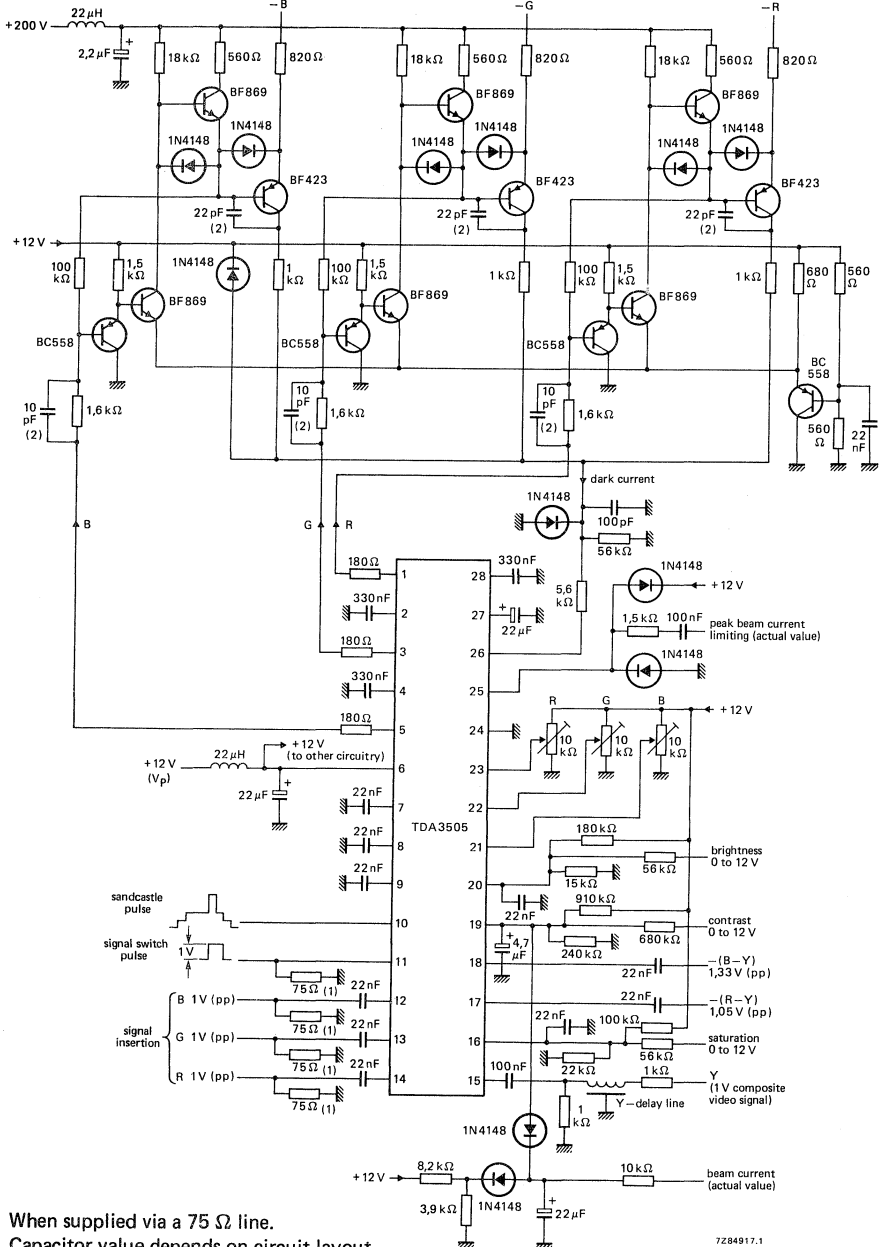 −B −G −R
+200 V 22 µH
2,2 µF +
18 kΩ 560 Ω 820 Ω 18 kΩ 560 Ω 820 Ω 18 kΩ 560 Ω 820 Ω
BF869 BF869 BF869
1N4148 1N4148 1N4148
BF423 BF423 BF423
22 pF (2) 22 pF (2) 22 pF (2)
+12 V
100 kΩ 1,5 kΩ 1N4148 1 kΩ 100 kΩ 1,5 kΩ 1 kΩ 100 kΩ 1,5 kΩ 1 kΩ 680 Ω 560 Ω
BF869 BF869 BF869
BC558 BC558 BC558 BC 558
10 pF (2) 1,6 kΩ 10 pF (2) 1,6 kΩ 10 pF (2) 1,6 kΩ 560 Ω 22 nF
dark current
1N4148
100 pF
B G R
56 kΩ
180 Ω 1 28 330 nF
5,6 kΩ 1N4148 +12 V
330 nF 2 27 + 22 µF
1,5 kΩ 100 nF peak beam current
limiting (actual value)
180 Ω 3 26
1N4148
330 nF 4 25
R G B
+12 V
180 Ω 5 24
10 kΩ 10 kΩ 10 kΩ
+12 V (Vp) 22 µH +12 V
(to other circuitry)
6 23
22 µF +
22 nF 7 22
TDA3505
22 nF 8 21
180 kΩ
brightness
0 to 12 V
56 kΩ
22 nF 9 20
15 kΩ
22 nF
910 kΩ
sandcastle
pulse
10 19
contrast
0 to 12 V
680 kΩ
+ 4,7 µF
240 kΩ
signal switch
pulse
1V
11 18
22 nF −(B−Y)
1,33 V (pp)
75 Ω (1)
22 nF
B 1V (pp) 12 17
22 nF −(R−Y)
1,05 V (pp)
75 Ω (1)
22 nF
signal
insertion
G 1V (pp) 13 16
22 nF 100 kΩ
saturation
0 to 12 V
56 kΩ
22 kΩ
75 Ω (1)
22 nF
R 1V (pp) 14 15
100 nF
1 kΩ
Y
(1 V composite
video signal)
75 Ω (1)
Y−delay line
1 kΩ
1N4148
+12 V 8,2 kΩ 10 kΩ beam current
(actual value)
3,9 kΩ 1N4148 + 22 µF
When supplied via a 75 Ω line.
Capacitor value depends on circuit layout
7Z84917.1